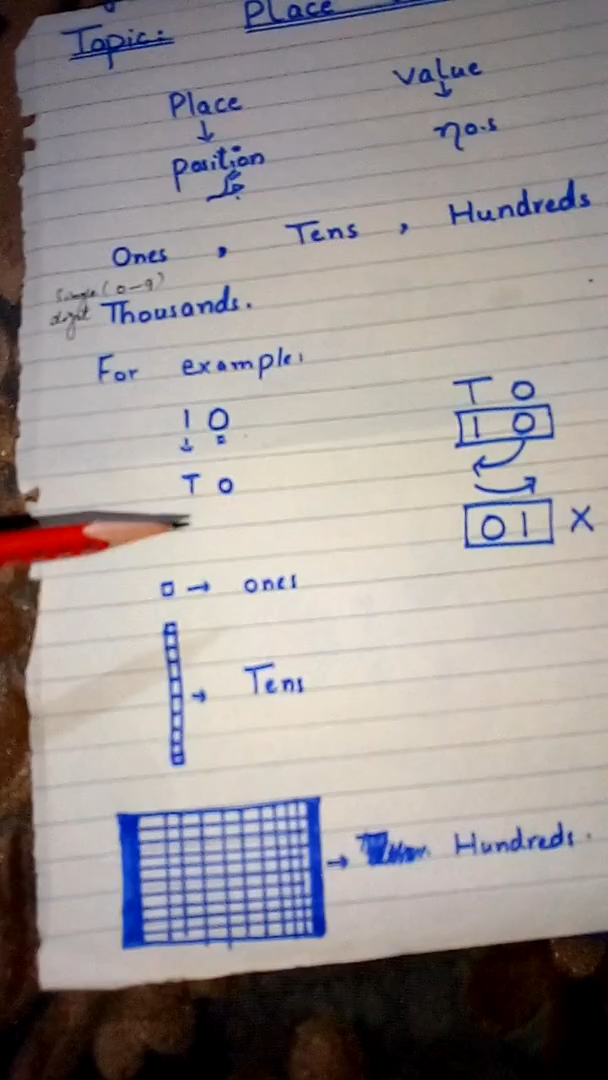 Topic: Place
Place value
↓ ↓
position no.s
جگہ
Ones , Tens , Hundreds
Single (0-9)
digit Thousands.
For example:
1 0
T O
T O
1 0
0 1 X
→ ones
→ Tens
→ Hundreds.